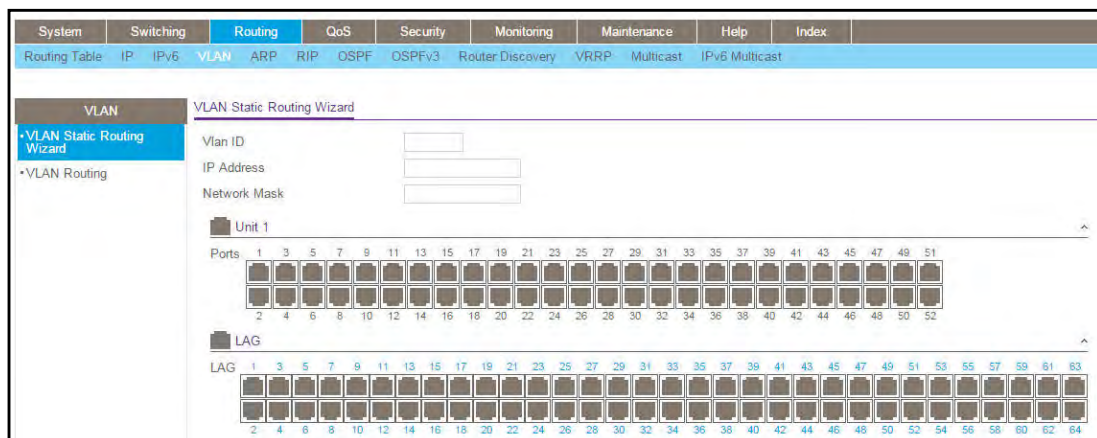 System Switching Routing QoS Security Monitoring Maintenance Help Index
Routing Table IP IPv6 VLAN ARP RIP OSPF OSPFv3 Router Discovery VRRP Multicast IPv6 Multicast
VLAN
•VLAN Static Routing
Wizard
•VLAN Routing
VLAN Static Routing Wizard
Vlan ID
IP Address
Network Mask
Unit 1
Ports 1 3 5 7 9 11 13 15 17 19 21 23 25 27 29 31 33 35 37 39 41 43 45 47 49 51
2 4 6 8 10 12 14 16 18 20 22 24 26 28 30 32 34 36 38 40 42 44 46 48 50 52
LAG
LAG 1 3 5 7 9 11 13 15 17 19 21 23 25 27 29 31 33 35 37 39 41 43 45 47 49 51 53 55 57 59 61 63
2 4 6 8 10 12 14 16 18 20 22 24 26 28 30 32 34 36 38 40 42 44 46 48 50 52 54 56 58 60 62 64